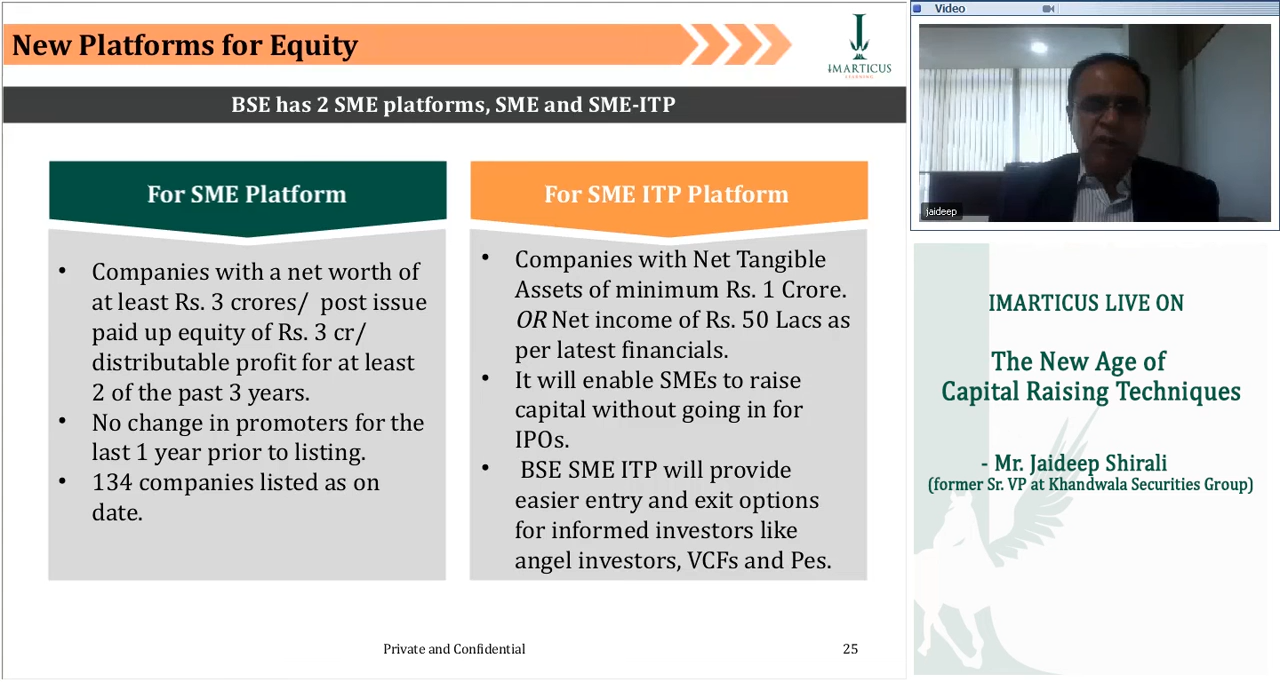 New Platforms for Equity
IMARTICUS
LEARNING
BSE has 2 SME platforms, SME and SME-ITP
For SME Platform
• Companies with a net worth of
at least Rs. 3 crores/ post issue
paid up equity of Rs. 3 cr/
distributable profit for at least
2 of the past 3 years.
• No change in promoters for the
last 1 year prior to listing.
• 134 companies listed as on
date.
For SME ITP Platform
• Companies with Net Tangible
Assets of minimum Rs. 1 Crore.
OR Net income of Rs. 50 Lacs as
per latest financials.
• It will enable SMEs to raise
capital without going in for
IPOs.
• BSE SME ITP will provide
easier entry and exit options
for informed investors like
angel investors, VCFs and Pes.
Private and Confidential
25
Video
jaideep
IMARTICUS LIVE ON
The New Age of
Capital Raising Techniques
- Mr. Jaideep Shirali
(former Sr. VP at Khandwala Securities Group)